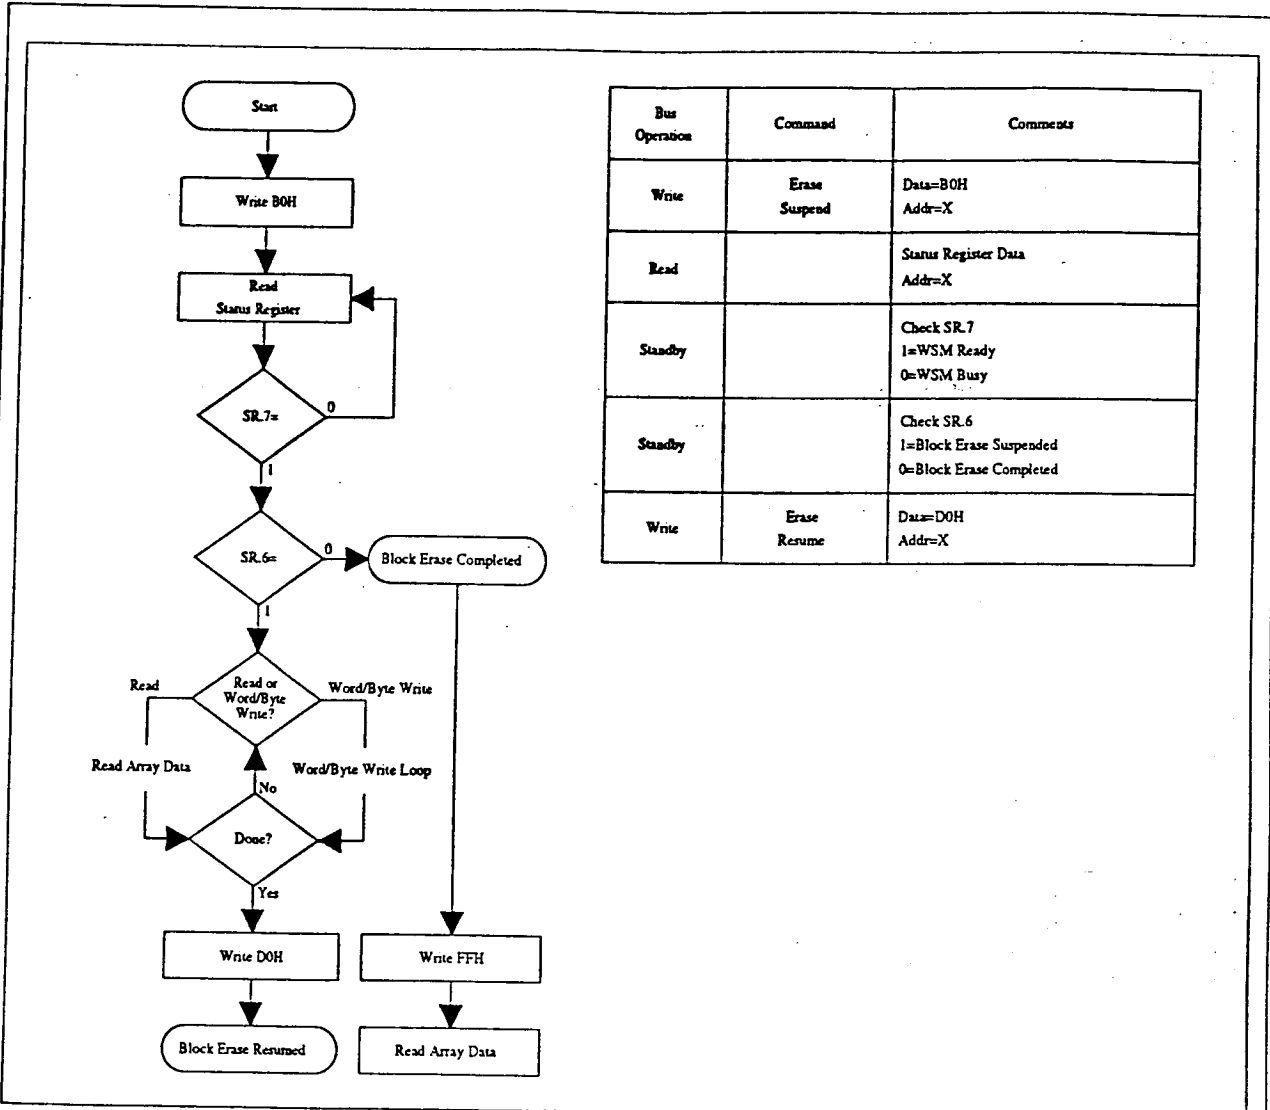 Start
Write B0H
Read
Status Register
SR.7=
0
1
SR.6=
0
Block Erase Completed
1
Read or
Word/Byte
Write?
Read
Word/Byte Write
Read Array Data
Word/Byte Write Loop
No
Done?
Yes
Write D0H
Write FFH
Block Erase Resumed
Read Array Data
Bus
Operation
Command
Comments
Write
Erase
Suspend
Data=B0H
Addr=X
Read
Status Register Data
Addr=X
Standby
Check SR.7
1=WSM Ready
0=WSM Busy
Standby
Check SR.6
1=Block Erase Suspended
0=Block Erase Completed
Write
Erase
Resume
Data=D0H
Addr=X